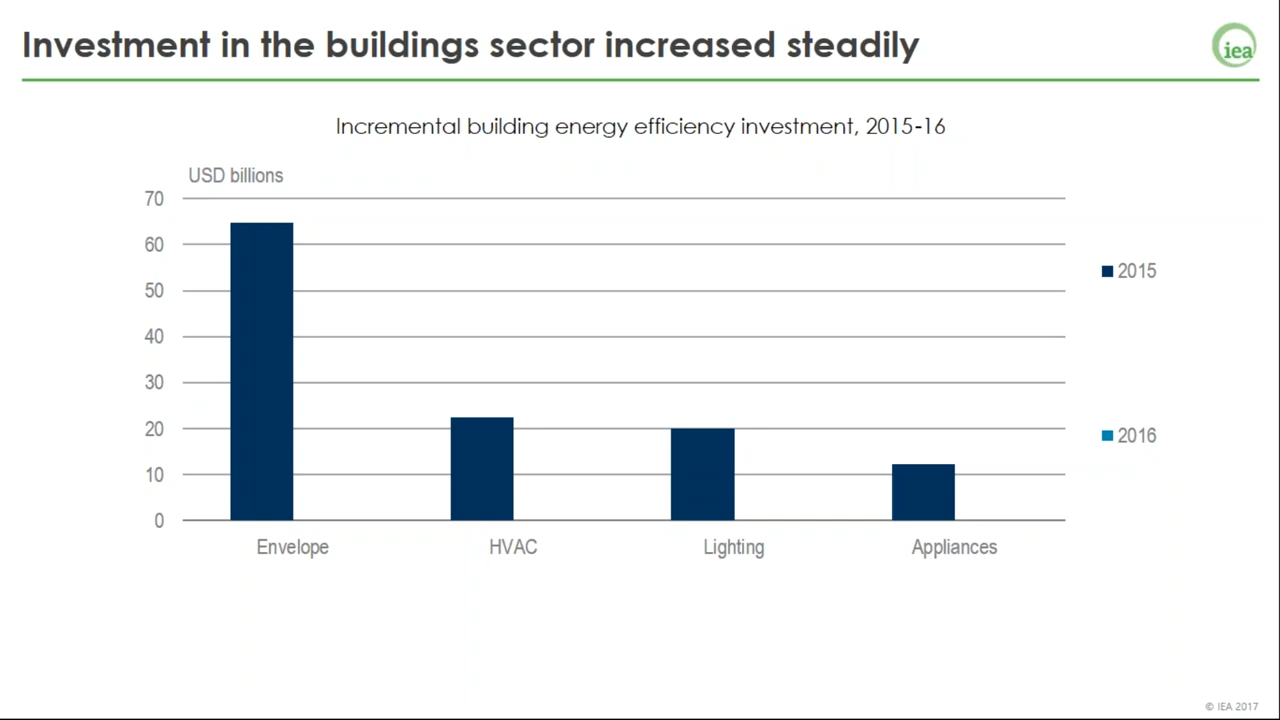 Investment in the buildings sector increased steadily
iea
Incremental building energy efficiency investment, 2015-16
USD billions
70
60
50
40
30
20
10
0
2015
2016
Envelope
HVAC
Lighting
Appliances
© IEA 2017